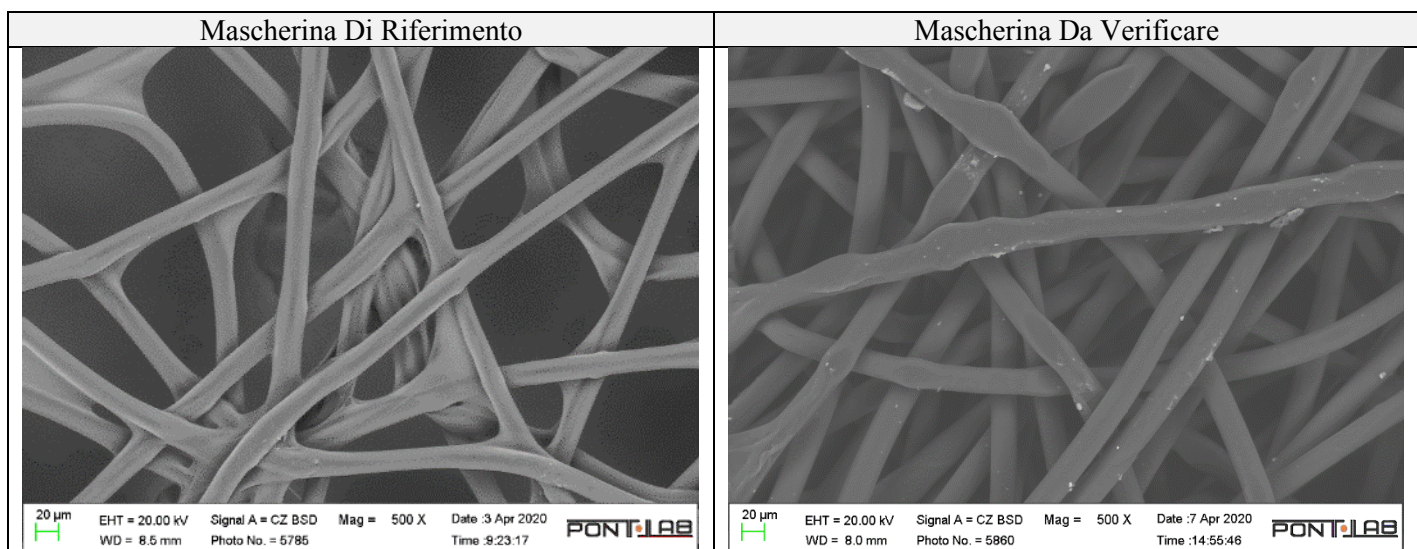 Mascherina Di Riferimento
Mascherina Da Verificare
20 µm
EHT = 20.00 kV Signal A = CZ BSD Mag = 500 X Date :3 Apr 2020
WD = 8.5 mm Photo No. = 5785 Time :9:23:17
PONTLAB
20 µm
EHT = 20.00 kV Signal A = CZ BSD Mag = 500 X Date :7 Apr 2020
WD = 8.0 mm Photo No. = 5860 Time :14:55:46
PONTLAB